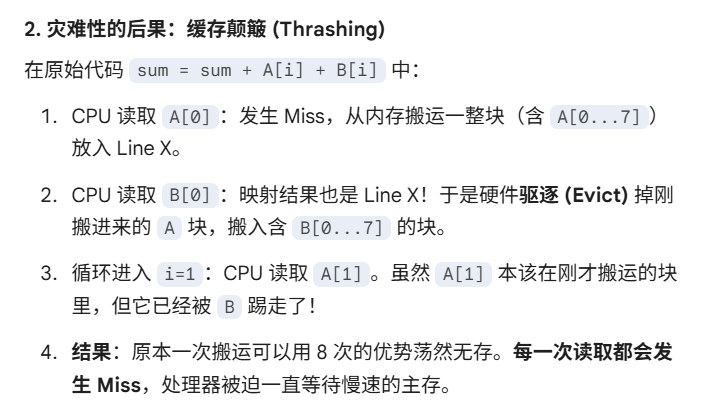 2. 灾难性的后果：缓存颠簸 (Thrashing)
在原始代码 sum = sum + A[i] + B[i] 中：
1. CPU 读取 A[0]：发生 Miss，从内存搬运一整块（含 A[0...7]）
放入 Line X。
2. CPU 读取 B[0]：映射结果也是 Line X！于是硬件驱逐 (Evict) 掉刚
搬进来的 A 块，搬入含 B[0...7] 的块。
3. 循环进入 i=1：CPU 读取 A[1]。虽然 A[1] 本该在刚才搬运的块
里，但它已经被 B 踢走了！
4. 结果：原本一次搬运可以用 8 次的优势荡然无存。每一次读取都会发
生 Miss，处理器被迫一直等待慢速的主存。